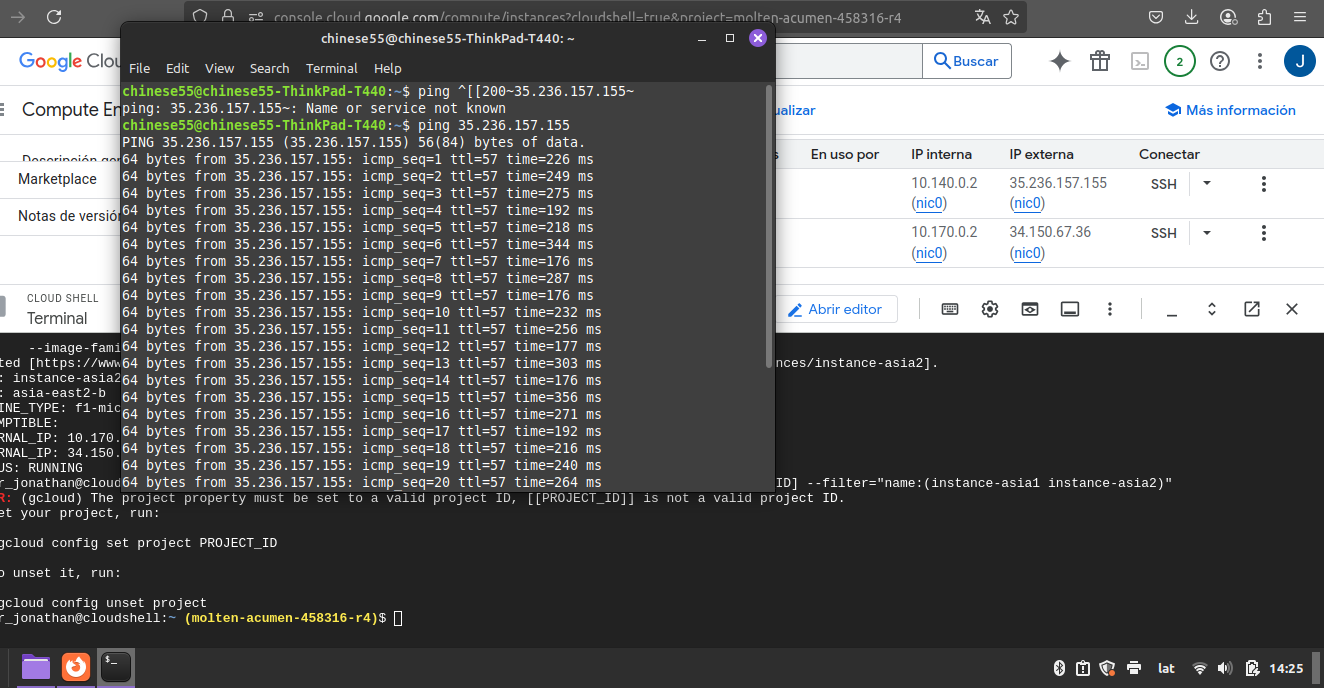 console.cloud.google.com/compute/instances?cloudshell=true&project=molten-acumen-458316-r4
chinese55@chinese55-ThinkPad-T440: ~
File Edit View Search Terminal Help
Google Clou
Buscar
2
J
Compute En
Más información
Descripción
Marketplace
Notas de versión
En uso por IP interna IP externa Conectar
10.140.0.2 35.236.157.155 SSH
(nic0) (nic0)
10.170.0.2 34.150.67.36 SSH
(nic0) (nic0)
chinese55@chinese55-ThinkPad-T440:~$ ping ^[[200~35.236.157.155~
ping: 35.236.157.155~: Name or service not known
chinese55@chinese55-ThinkPad-T440:~$ ping 35.236.157.155
PING 35.236.157.155 (35.236.157.155) 56(84) bytes of data.
64 bytes from 35.236.157.155: icmp_seq=1 ttl=57 time=226 ms
64 bytes from 35.236.157.155: icmp_seq=2 ttl=57 time=249 ms
64 bytes from 35.236.157.155: icmp_seq=3 ttl=57 time=275 ms
64 bytes from 35.236.157.155: icmp_seq=4 ttl=57 time=192 ms
64 bytes from 35.236.157.155: icmp_seq=5 ttl=57 time=218 ms
64 bytes from 35.236.157.155: icmp_seq=6 ttl=57 time=344 ms
64 bytes from 35.236.157.155: icmp_seq=7 ttl=57 time=176 ms
64 bytes from 35.236.157.155: icmp_seq=8 ttl=57 time=287 ms
64 bytes from 35.236.157.155: icmp_seq=9 ttl=57 time=176 ms
64 bytes from 35.236.157.155: icmp_seq=10 ttl=57 time=232 ms
64 bytes from 35.236.157.155: icmp_seq=11 ttl=57 time=256 ms
64 bytes from 35.236.157.155: icmp_seq=12 ttl=57 time=177 ms
64 bytes from 35.236.157.155: icmp_seq=13 ttl=57 time=303 ms
64 bytes from 35.236.157.155: icmp_seq=14 ttl=57 time=176 ms
64 bytes from 35.236.157.155: icmp_seq=15 ttl=57 time=356 ms
64 bytes from 35.236.157.155: icmp_seq=16 ttl=57 time=271 ms
64 bytes from 35.236.157.155: icmp_seq=17 ttl=57 time=192 ms
64 bytes from 35.236.157.155: icmp_seq=18 ttl=57 time=216 ms
64 bytes from 35.236.157.155: icmp_seq=19 ttl=57 time=240 ms
64 bytes from 35.236.157.155: icmp_seq=20 ttl=57 time=264 ms
CLOUD SHELL
Terminal
Abrir editor
--image-fami
ted [https://www nces/instance-asia2].
: instance-asia2
: asia-east2-b
INE_TYPE: f1-mic
MPTIBLE:
RNAL_IP: 10.170.
RNAL_IP: 34.150.
US: RUNNING
r_jonathan@cloud ID] --filter="name:(instance-asia1 instance-asia2)"
R: (gcloud) The project property must be set to a valid project ID, [[PROJECT_ID]] is not a valid project ID.
et your project, run:
gcloud config set project PROJECT_ID
o unset it, run:
gcloud config unset project
r_jonathan@cloudshell:~ (molten-acumen-458316-r4)$
lat 14:25